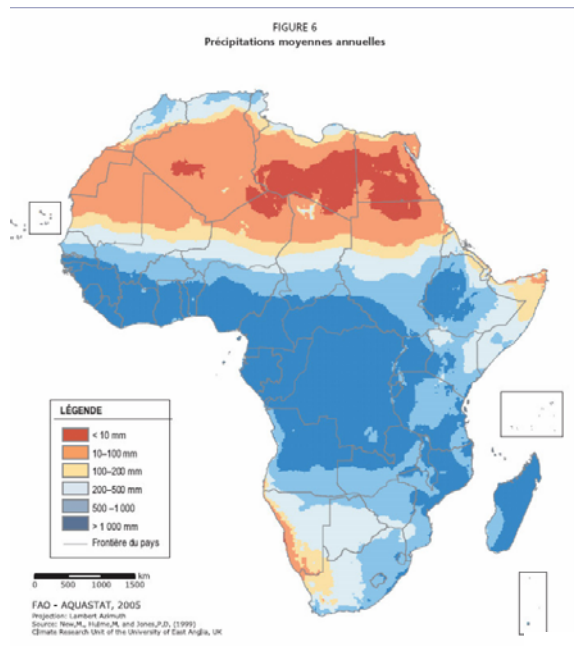 FIGURE 6
Précipitations moyennes annuelles
LÉGENDE
< 10 mm
10–100 mm
100–200 mm
200–500 mm
500 –1 000
> 1 000 mm
Frontière du pays
km
0 500 1000 1500
FAO - AQUASTAT, 2005
Projection: Lambert Azimuth
Source: New,M., Hulme,M, and Jones,P.D, (1999)
Climate Research Unit of the University of East Anglia, UK